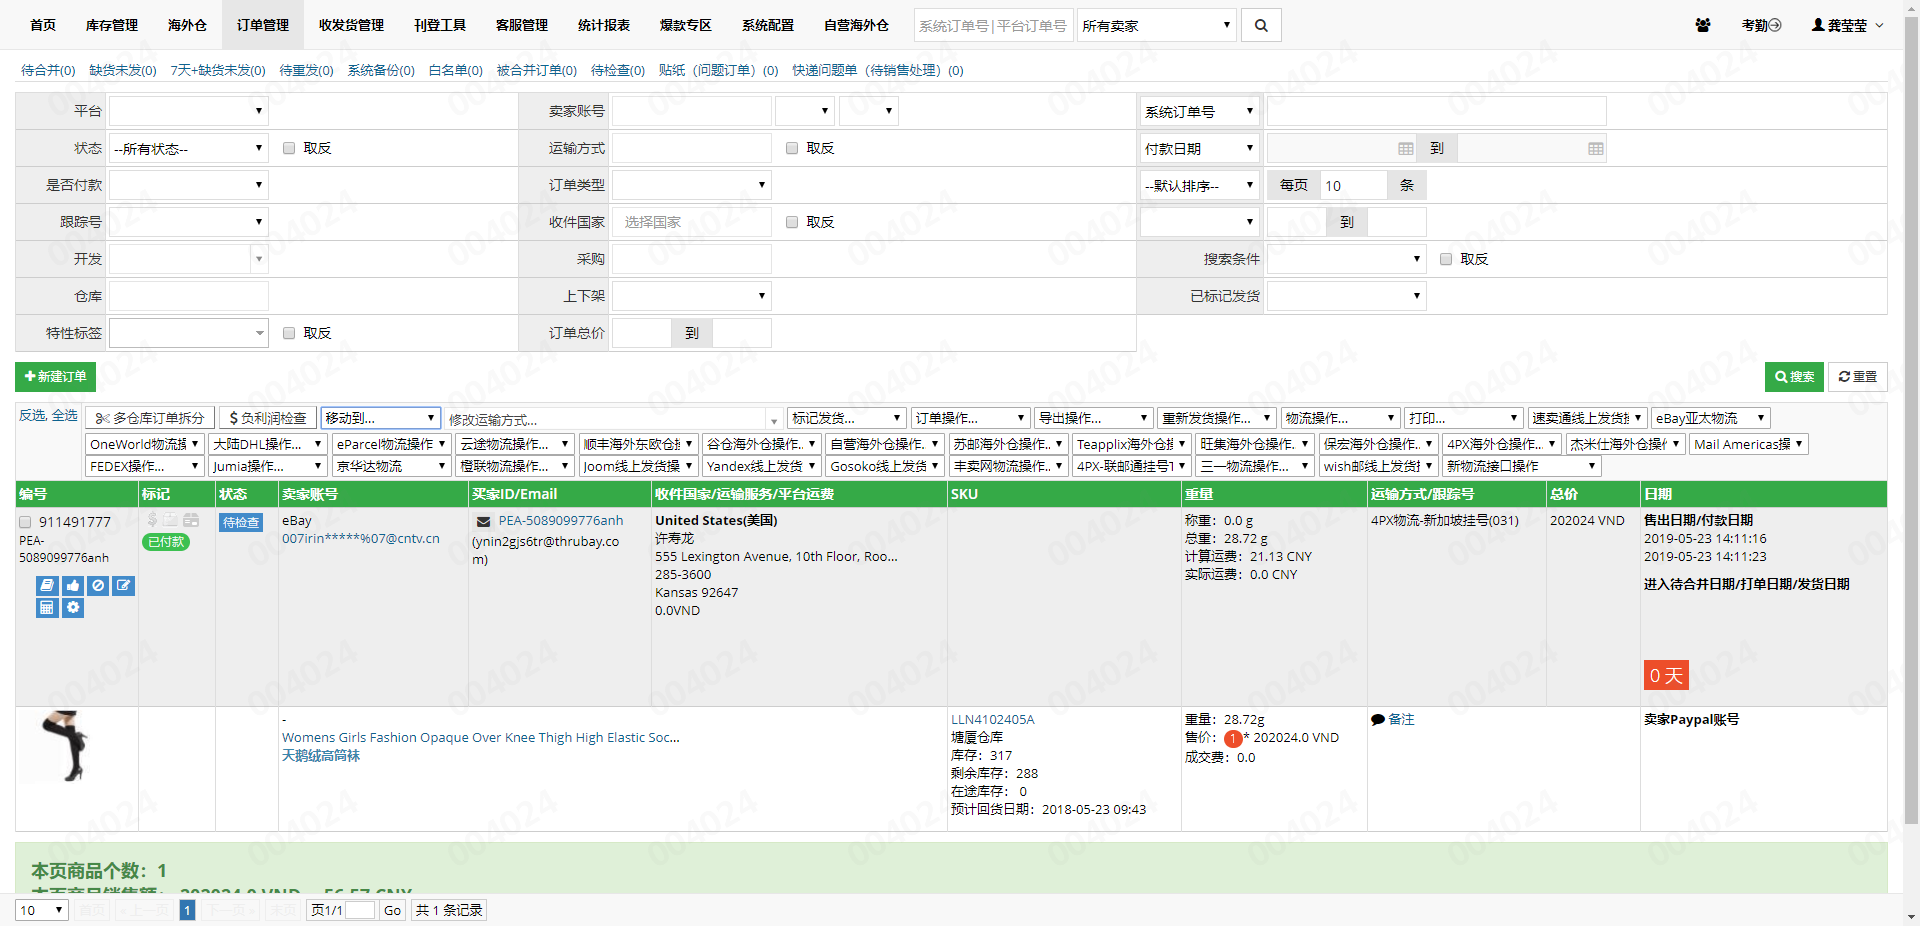 首页 库存管理 海外仓 订单管理 收发货管理 刊登工具 客服管理 统计报表 爆款专区 系统配置 自营海外仓 系统订单号|平台订单号 所有卖家 考勤 龚莹莹
待合并(0) 缺货未发(0) 7天+缺货未发(0) 待重发(0) 系统备份(0) 白名单(0) 被合并订单(0) 待检查(0) 贴纸（问题订单）(0) 快递问题单（待销售处理）(0)
平台 卖家账号 系统订单号
状态 --所有状态-- 取反 运输方式 取反 付款日期 到
是否付款 订单类型 --默认排序-- 每页 10 条
跟踪号 收件国家 选择国家 取反 到
开发 采购 搜索条件 取反
仓库 上下架 已标记发货
特性标签 取反 订单总价 到
新建订单 搜索 重置
反选, 全选 多仓库订单拆分 $ 负利润检查 移动到... 修改运输方式... 标记发货... 订单操作... 导出操作... 重新发货操作... 物流操作... 打印... 速卖通线上发货 eBay亚太物流
OneWorld物流操 大陆DHL操作... eParcel物流操作 云途物流操作... 顺丰海外东欧仓 谷仓海外仓操作.. 自营海外仓操作. 苏邮海外仓操作.. Teapplix海外仓 旺集海外仓操作.. 保宏海外仓操作.. 4PX海外仓操作... 杰米仕海外仓操 Mail Americas操
FEDEX操作... Jumia操作... 京华达物流 橙联物流操作... Joom线上发货操 Yandex线上发货 Gosoko线上发货 丰卖网物流操作.. 4PX-联邮通挂号 三一物流操作... wish邮线上发货 新物流接口操作
编号 标记 状态 卖家账号 买家ID/Email 收件国家/运输服务/平台运费 SKU 重量 运输方式/跟踪号 总价 日期
911491777
PEA-
5089099776anh
已付款
待检查
eBay
007irin*****%07@cntv.cn
PEA-5089099776anh
(ynin2gjs6tr@thrubay.co
m)
United States(美国)
许寿龙
555 Lexington Avenue, 10th Floor, Roo...
285-3600
Kansas 92647
0.0VND
称重：0.0 g
总重：28.72 g
计算运费：21.13 CNY
实际运费：0.0 CNY
4PX物流-新加坡挂号(031)
202024 VND
售出日期/付款日期
2019-05-23 14:11:16
2019-05-23 14:11:23
进入待合并日期/打单日期/发货日期
0 天
-
Womens Girls Fashion Opaque Over Knee Thigh High Elastic Soc...
天鹅绒高筒袜
LLN4102405A
塘厦仓库
库存：317
剩余库存：288
在途库存： 0
预计回货日期：2018-05-23 09:43
重量：28.72g
售价： 1 * 202024.0 VND
成交费：0.0
备注
卖家Paypal账号
本页商品个数：1
本页商品销售额： 202024.0 VND 56.57 CNY
10 首页 « 上一页 1 下一页 » 末页 页1/1 Go 共 1 条记录
004024